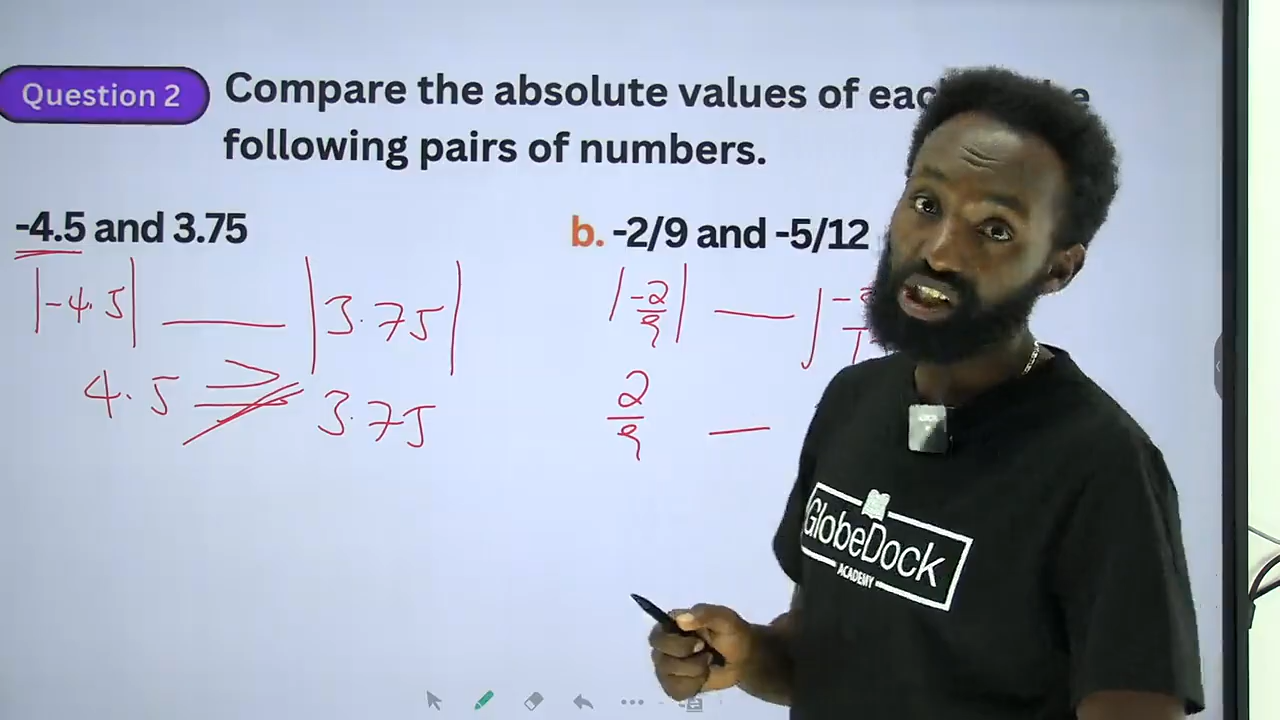 Question 2
Compare the absolute values of
following pairs of numbers.
-4.5 and 3.75
b. -2/9 and -5/12
|-4.5| ___ |3.75|
|-2/9| ___
4.5 > 3.75
2/9 ___
GlobeDock
ACADEMY